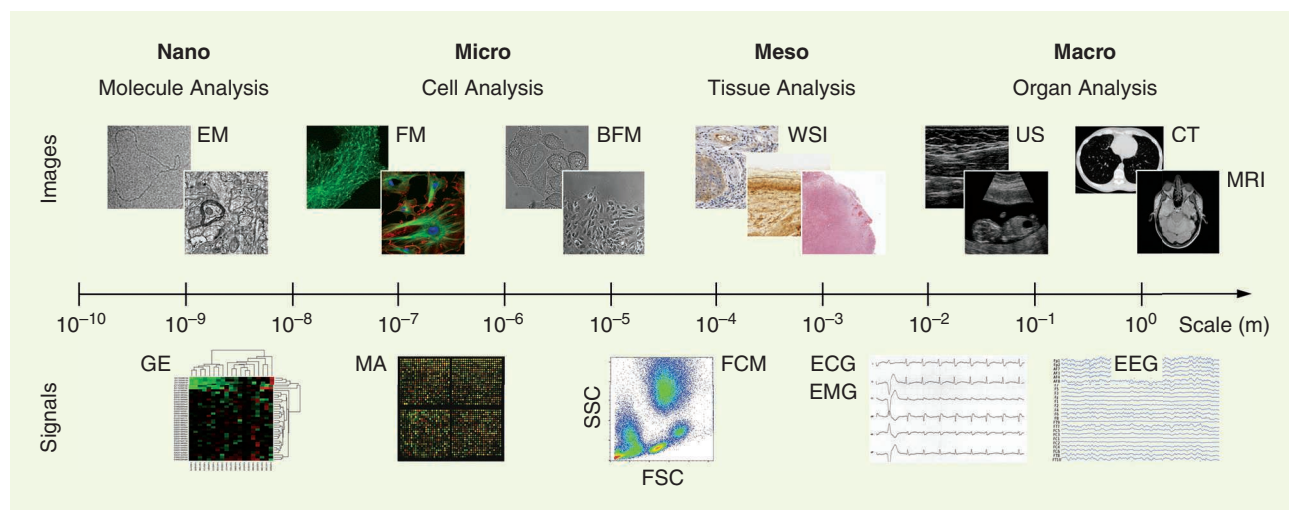 Nano Micro Meso Macro
Molecule Analysis Cell Analysis Tissue Analysis Organ Analysis
Images
EM FM BFM WSI US CT
MRI
10⁻¹⁰ 10⁻⁹ 10⁻⁸ 10⁻⁷ 10⁻⁶ 10⁻⁵ 10⁻⁴ 10⁻³ 10⁻² 10⁻¹ 10⁰ Scale (m)
Signals
GE MA FCM ECG EEG
EMG
SSC
FSC